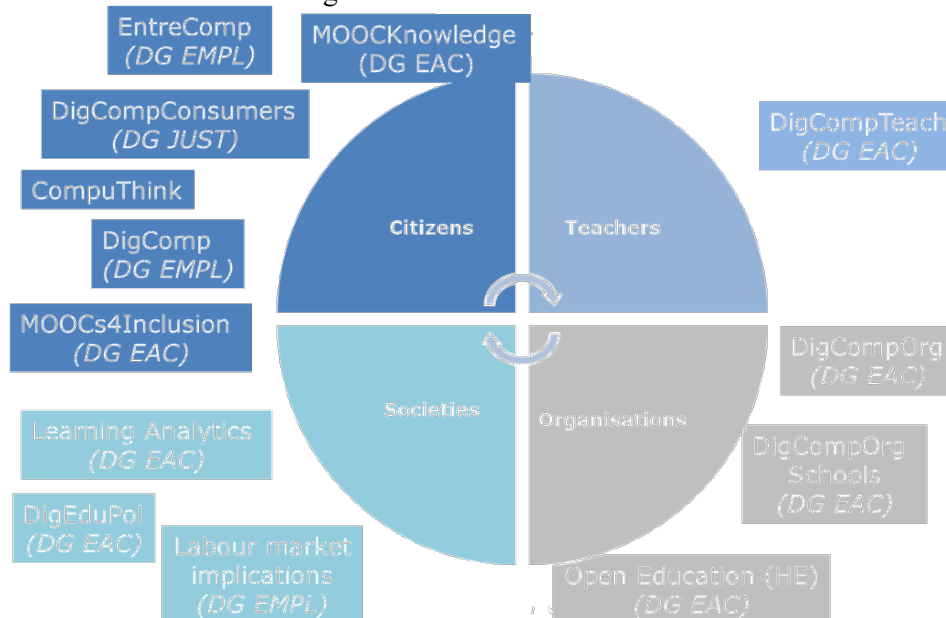 EntreComp
(DG EMPL)
MOOCKnowledge
(DG EAC)
DigCompConsumers
(DG JUST)
DigCompTeach
(DG EAC)
CompuThink
Citizens
Teachers
DigComp
(DG EMPL)
MOOCs4Inclusion
(DG EAC)
DigCompOrg
(DG EAC)
Societies
Organisations
Learning Analytics
(DG EAC)
DigCompOrg
Schools
(DG EAC)
DigEduPol
(DG EAC)
Labour market
implications
(DG EMPL)
Open Education (HE)
(DG EAC)